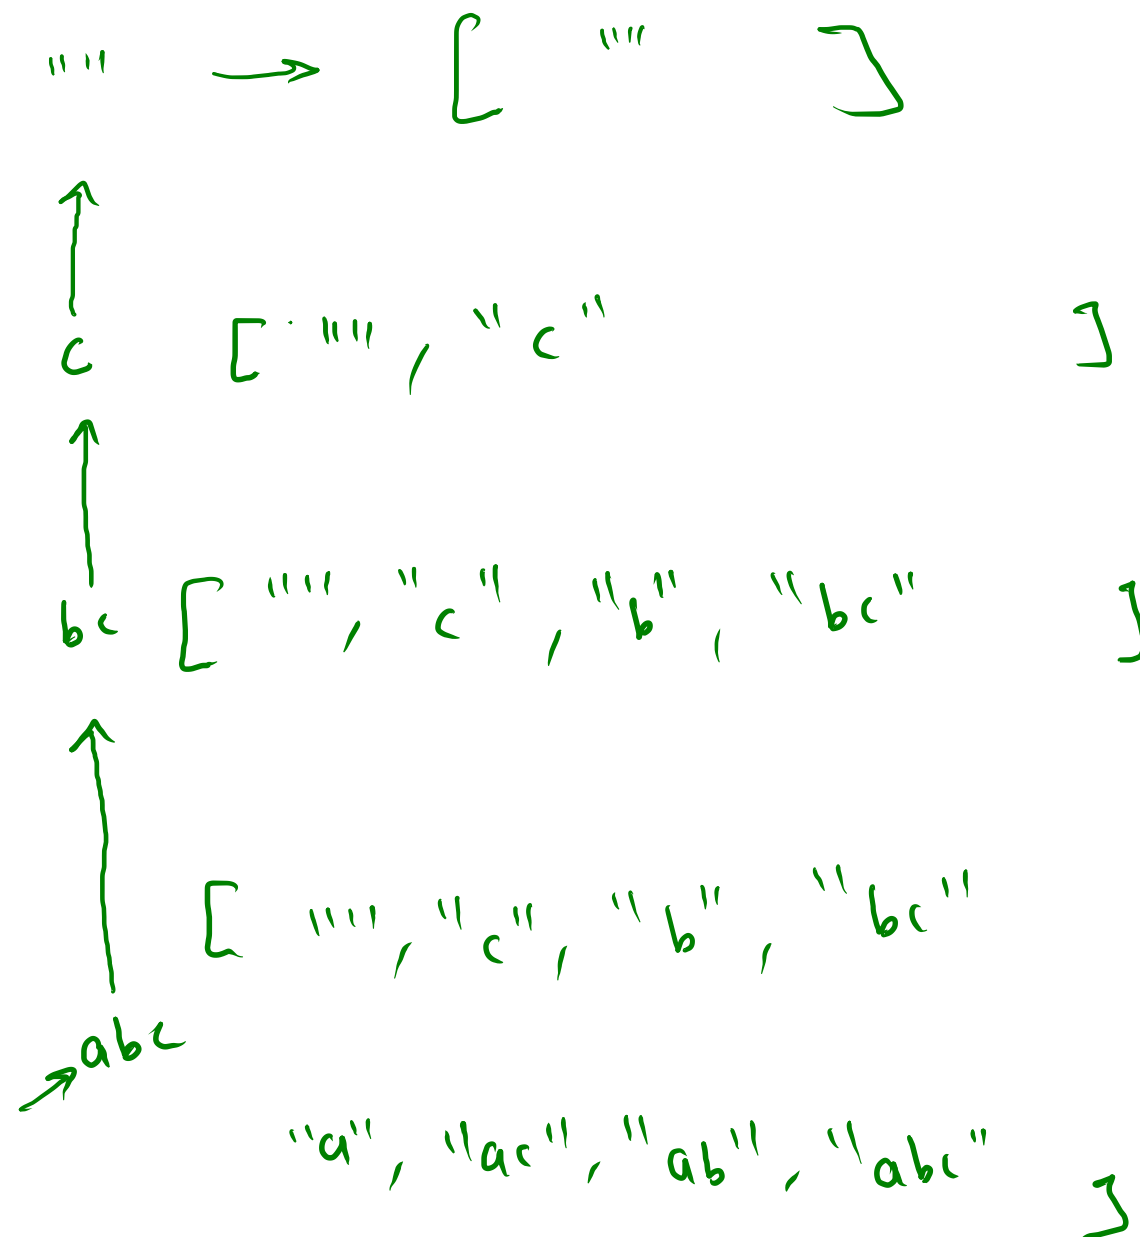 "" → [ "" ]
c [ "", "c" ]
bc [ "", "c", "b", "bc" ]
[ "", "c", "b", "bc"
abc
"a", "ac", "ab", "abc" ]